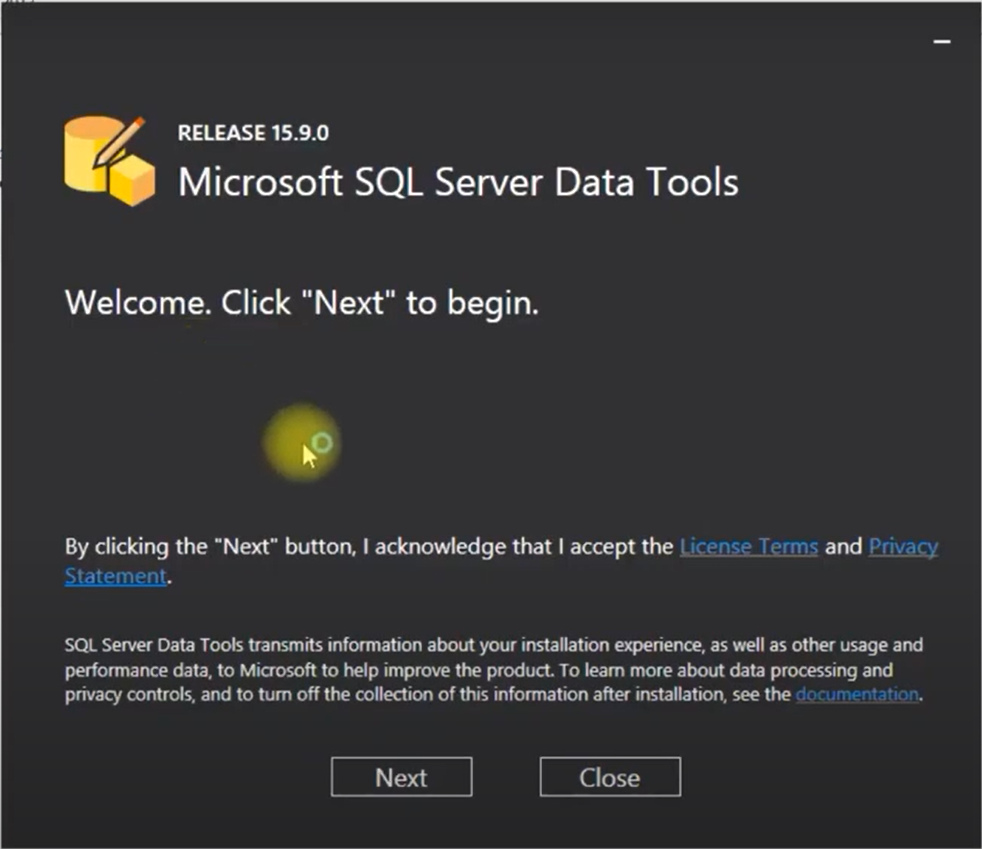 RELEASE 15.9.0
Microsoft SQL Server Data Tools
Welcome. Click "Next" to begin.
By clicking the "Next" button, I acknowledge that I accept the License Terms and Privacy
Statement.
SQL Server Data Tools transmits information about your installation experience, as well as other usage and
performance data, to Microsoft to help improve the product. To learn more about data processing and
privacy controls, and to turn off the collection of this information after installation, see the documentation.
Next
Close